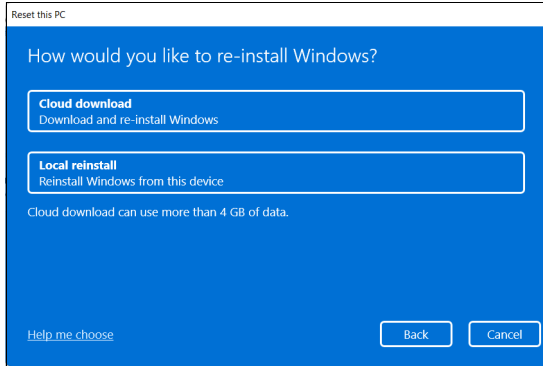 Reset this PC
How would you like to re-install Windows?
Cloud download
Download and re-install Windows
Local reinstall
Reinstall Windows from this device
Cloud download can use more than 4 GB of data.
Help me choose
Back
Cancel